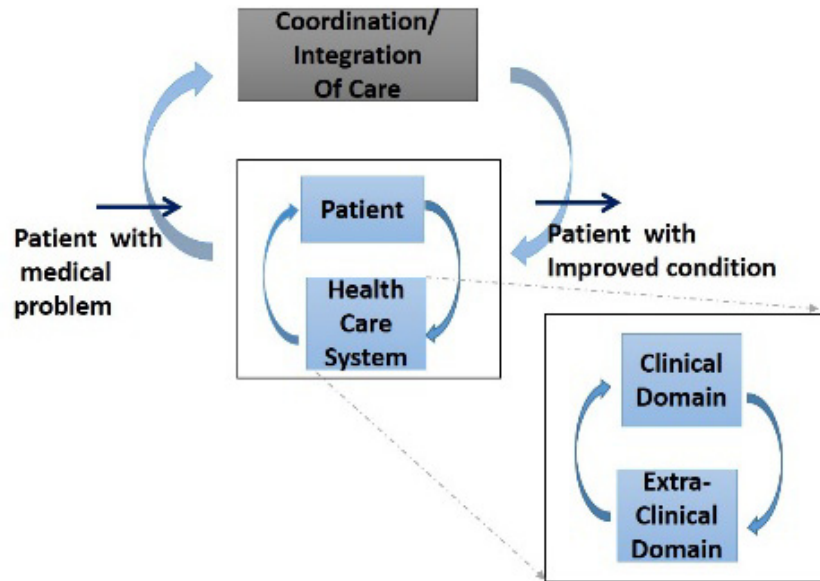 Coordination/
Integration
Of Care
Patient
Patient with
medical
problem
Patient with
Improved condition
Health
Care
System
Clinical
Domain
Extra-
Clinical
Domain